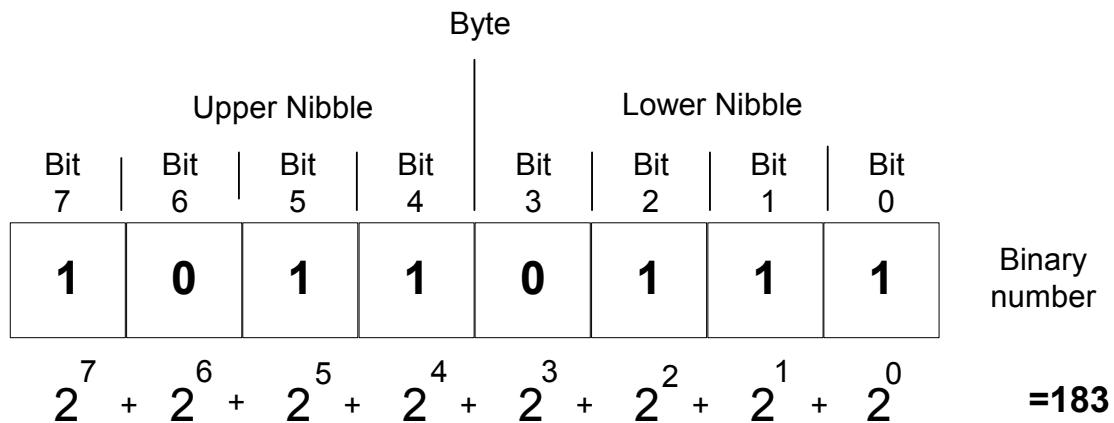 Byte
Upper Nibble Lower Nibble
Bit Bit Bit Bit Bit Bit Bit Bit
7 6 5 4 3 2 1 0
1 0 1 1 0 1 1 1
Binary
number
2^7 + 2^6 + 2^5 + 2^4 + 2^3 + 2^2 + 2^1 + 2^0 =183